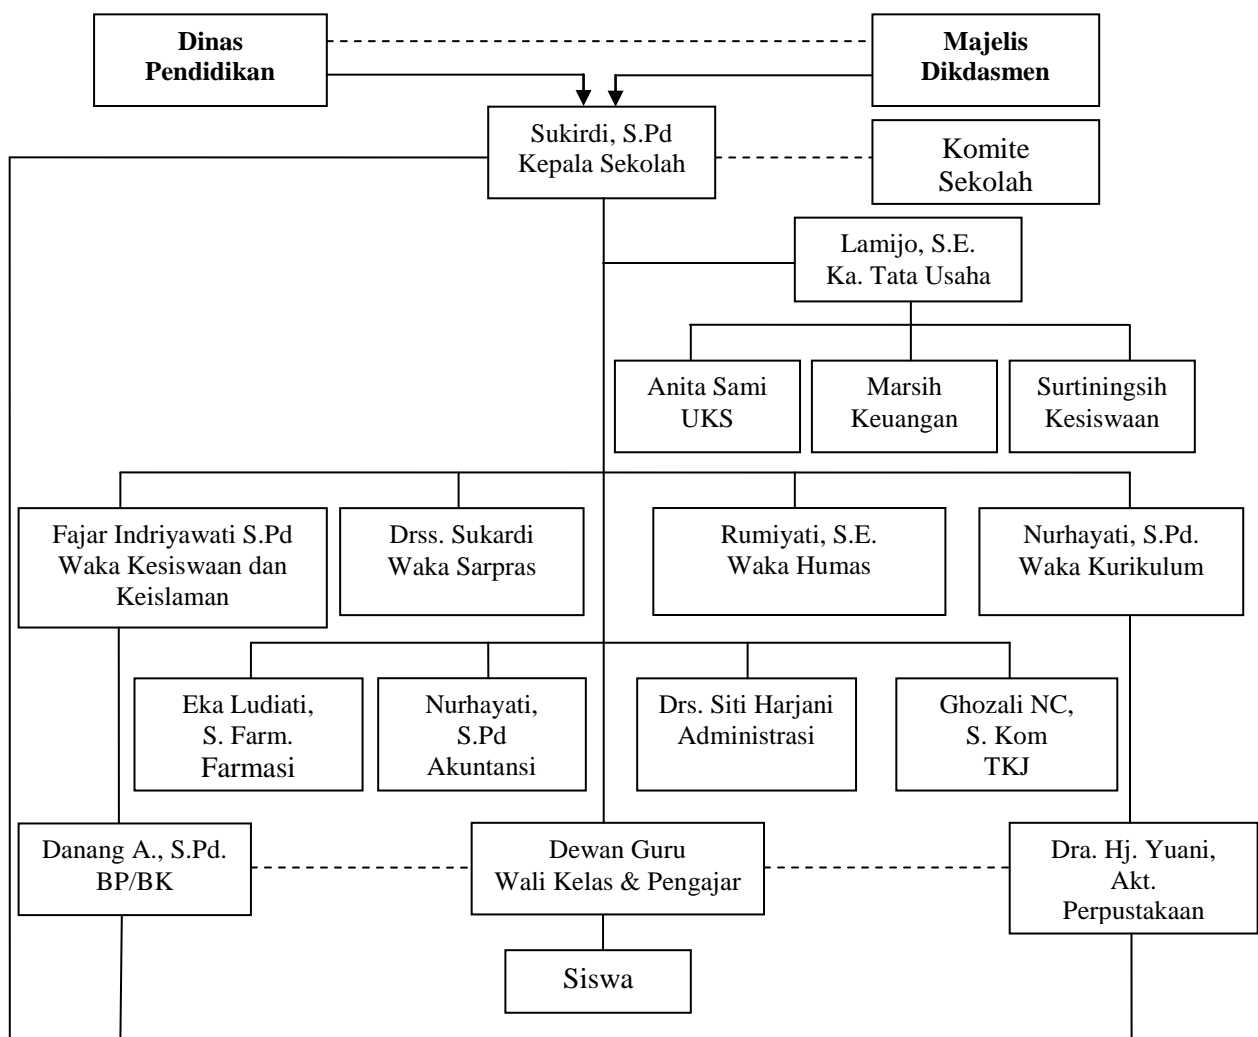 Dinas
Pendidikan
Majelis
Dikdasmen
Sukirdi, S.Pd
Kepala Sekolah
Komite
Sekolah
Lamijo, S.E.
Ka. Tata Usaha
Anita Sami
UKS
Marsih
Keuangan
Surtiningsih
Kesiswaan
Fajar Indriyawati S.Pd
Waka Kesiswaan dan
Keislaman
Drss. Sukardi
Waka Sarpras
Rumiyati, S.E.
Waka Humas
Nurhayati, S.Pd.
Waka Kurikulum
Eka Ludiati,
S. Farm.
Farmasi
Nurhayati,
S.Pd
Akuntansi
Drs. Siti Harjani
Administrasi
Ghozali NC,
S. Kom
TKJ
Danang A., S.Pd.
BP/BK
Dewan Guru
Wali Kelas & Pengajar
Dra. Hj. Yuani,
Akt.
Perpustakaan
Siswa